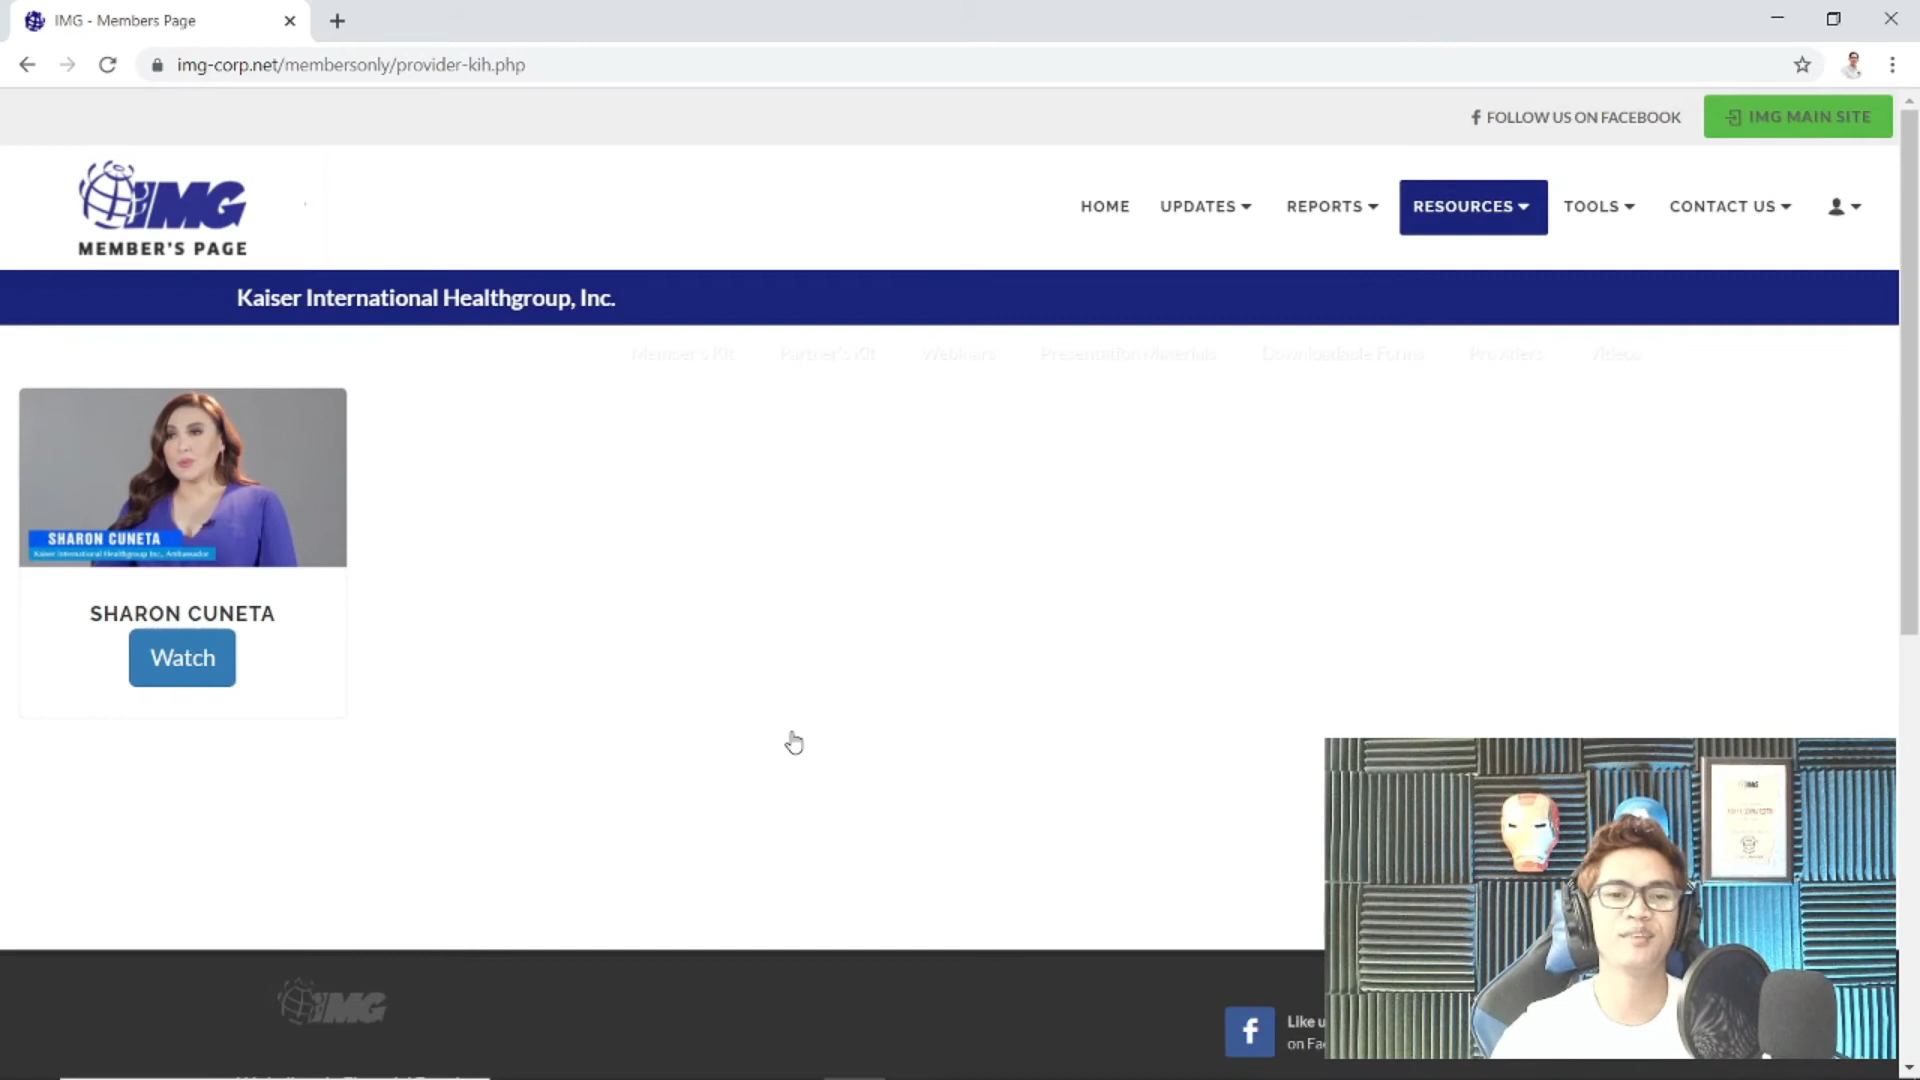 IMG - Members Page
img-corp.net/membersonly/provider-kih.php
FOLLOW US ON FACEBOOK
IMG MAIN SITE
IMG
MEMBER'S PAGE
HOME
UPDATES
REPORTS
RESOURCES
TOOLS
CONTACT US
Kaiser International Healthgroup, Inc.
Member's Kit
Partner's Kit
Webinars
Presentation Materials
Downloadable Forms
Providers
Videos
SHARON CUNETA
Kaiser International Healthgroup Inc., Ambassador
SHARON CUNETA
Watch
IMG
Like u
on Fa
IMG